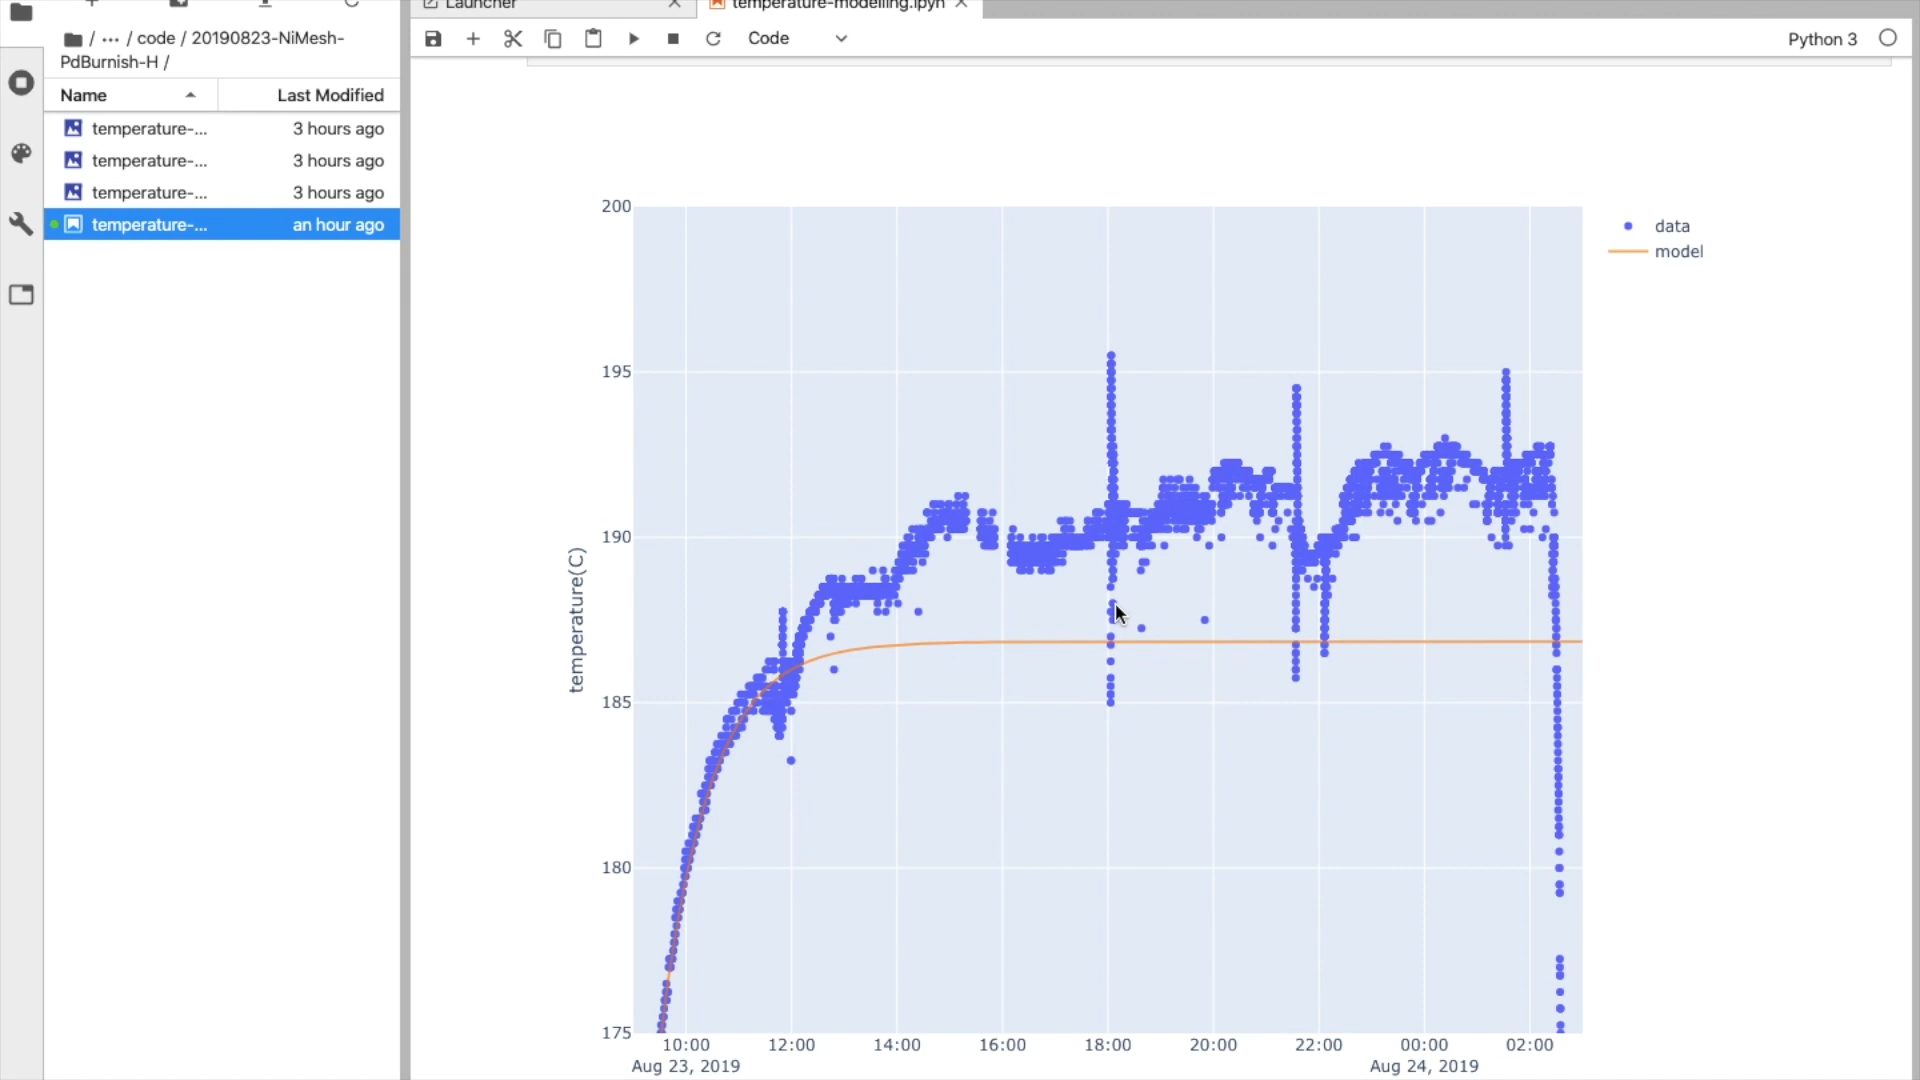 Launcher
temperature-modelling.ipyn
/ ... / code / 20190823-NiMesh-
PdBurnish-H /
Code
Python 3
Name
Last Modified
temperature-... 3 hours ago
temperature-... 3 hours ago
temperature-... 3 hours ago
temperature-... an hour ago
200
195
190
185
180
175
temperature(C)
data
model
10:00 12:00 14:00 16:00 18:00 20:00 22:00 00:00 02:00
Aug 23, 2019 Aug 24, 2019